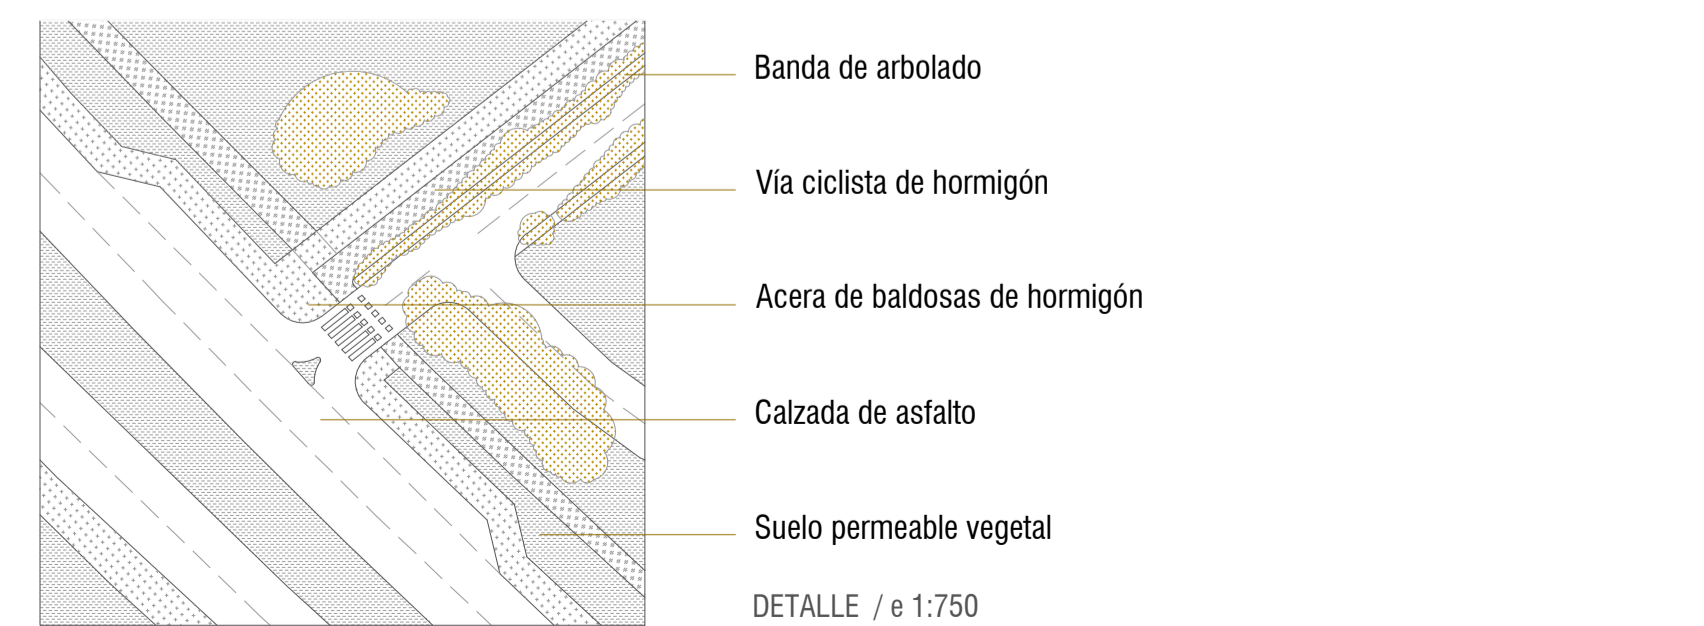 Banda de arbolado
Vía ciclista de hormigón
Acera de baldosas de hormigón
Calzada de asfalto
Suelo permeable vegetal
DETALLE / e 1:750